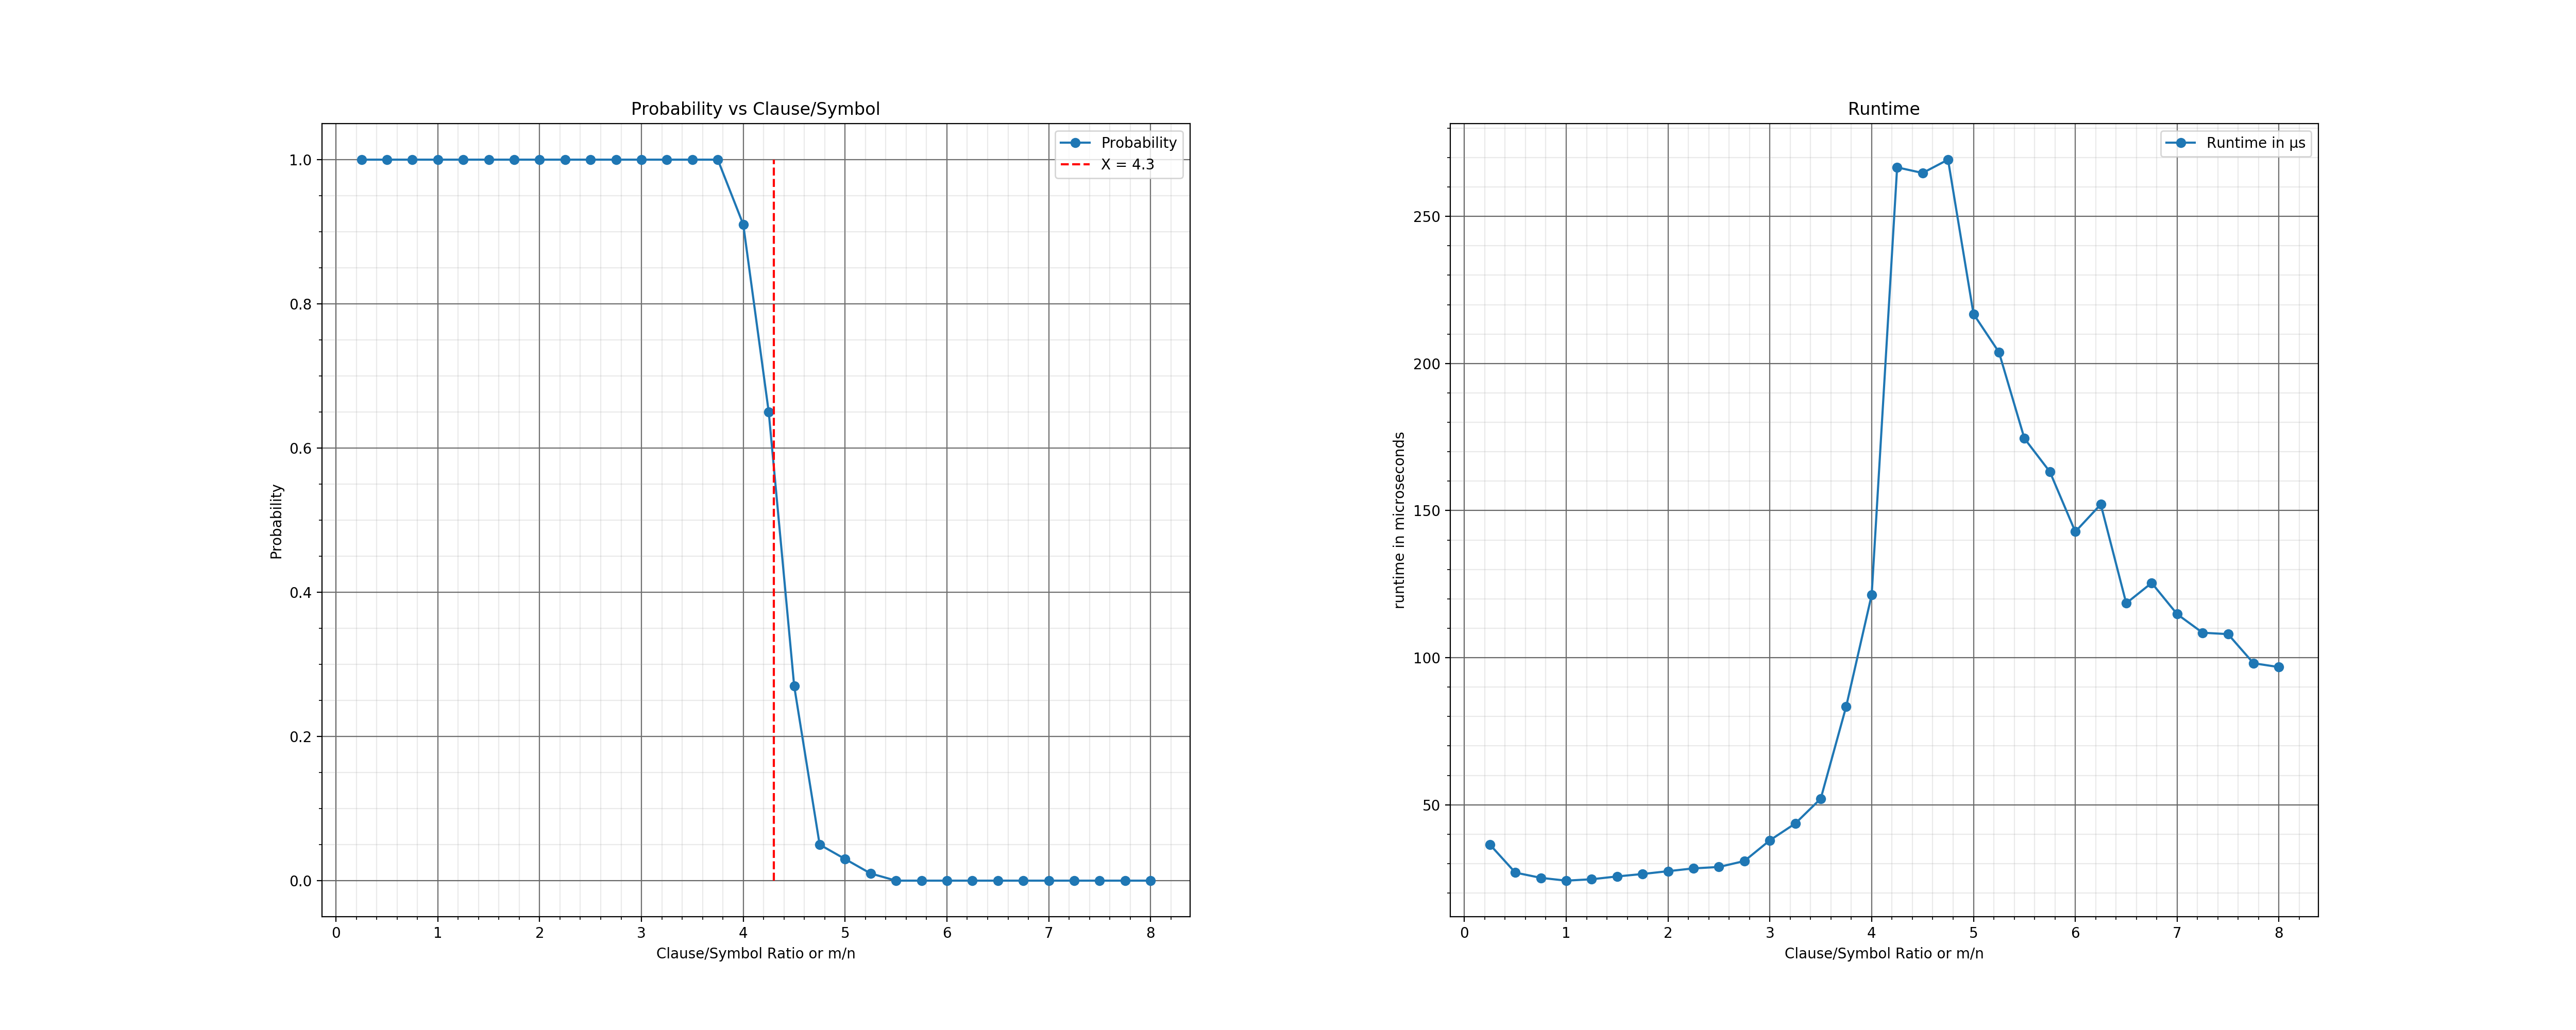 Probability vs Clause/Symbol
Probability
X = 4.3
1.0
0.8
0.6
0.4
0.2
0.0
Probability
0 1 2 3 4 5 6 7 8
Clause/Symbol Ratio or m/n
Runtime
Runtime in µs
250
200
150
100
50
runtime in microseconds
0 1 2 3 4 5 6 7 8
Clause/Symbol Ratio or m/n